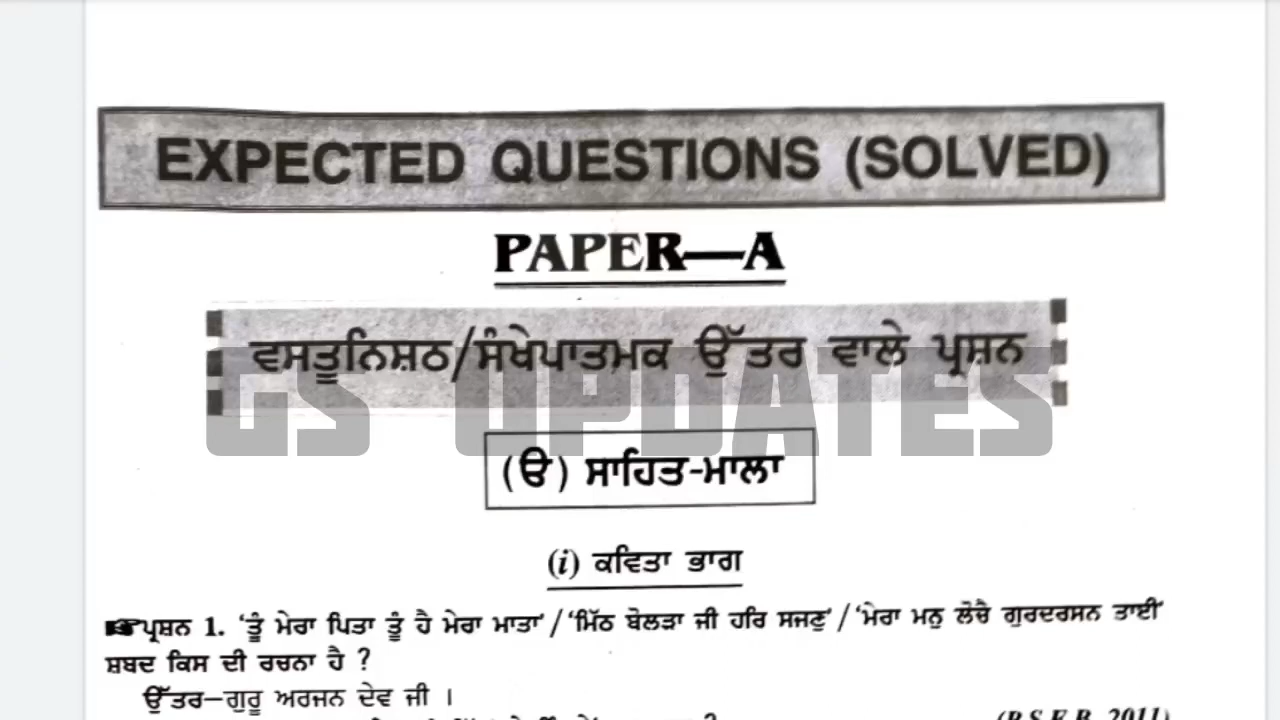 EXPECTED QUESTIONS (SOLVED)
PAPER—A
ਵਸਤੂਨਿਸ਼ਠ/ਸੰਖੇਪਾਤਮਕ ਉੱਤਰ ਵਾਲੇ ਪ੍ਰਸ਼ਨ
GS UPDATES
(ੳ) ਸਾਹਿਤ-ਮਾਲਾ
(i) ਕਵਿਤਾ ਭਾਗ
☛ਪ੍ਰਸ਼ਨ 1. ‘ਤੂੰ ਮੇਰਾ ਪਿਤਾ ਤੂੰ ਹੈ ਮੇਰਾ ਮਾਤਾ’/‘ਮਿੱਠ ਬੋਲੜਾ ਜੀ ਹਰਿ ਸਜਣੁ’/‘ਮੇਰਾ ਮਨੁ ਲੋਚੈ ਗੁਰਦਰਸਨ ਤਾਈਂ’
ਸ਼ਬਦ ਕਿਸ ਦੀ ਰਚਨਾ ਹੈ ?
ਉੱਤਰ—ਗੁਰੂ ਅਰਜਨ ਦੇਵ ਜੀ ।
(P.S.E.B. 2011)